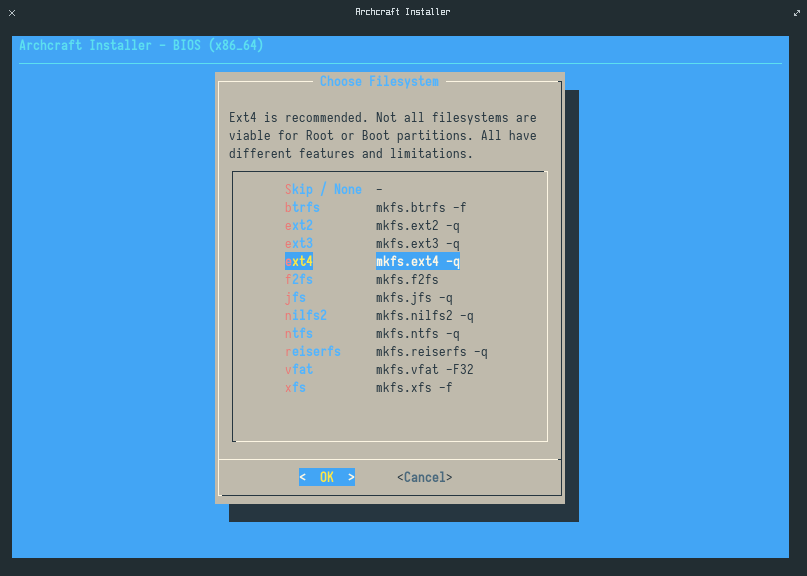 Archcraft Installer
Archcraft Installer - BIOS (x86_64)
Choose Filesystem
Ext4 is recommended. Not all filesystems are
viable for Root or Boot partitions. All have
different features and limitations.
Skip / None -
btrfs mkfs.btrfs -f
ext2 mkfs.ext2 -q
ext3 mkfs.ext3 -q
ext4 mkfs.ext4 -q
f2fs mkfs.f2fs
jfs mkfs.jfs -q
nilfs2 mkfs.nilfs2 -q
ntfs mkfs.ntfs -q
reiserfs mkfs.reiserfs -q
vfat mkfs.vfat -F32
xfs mkfs.xfs -f
< OK > <Cancel>